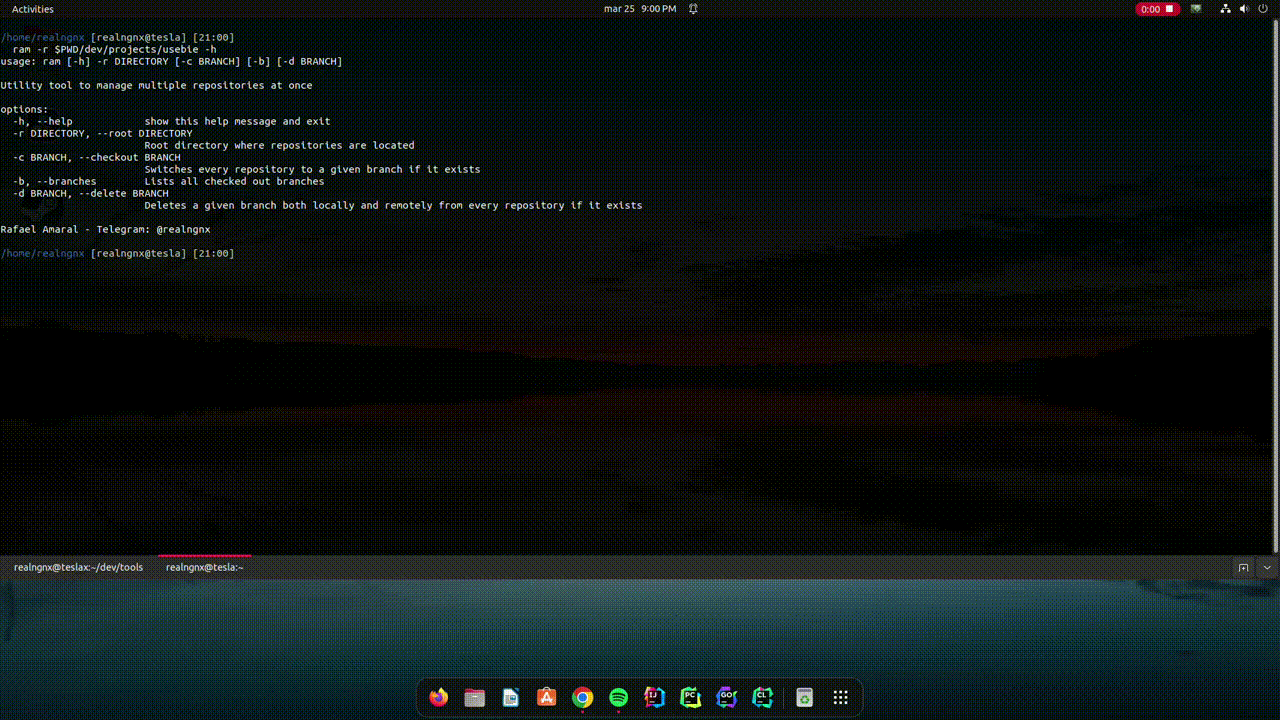 Activities
mar 25 9:00 PM
0:00
/home/realngnx [realngnx@tesla] [21:00]
ram -r $PWD/dev/projects/usebie -h
usage: ram [-h] -r DIRECTORY [-c BRANCH] [-b] [-d BRANCH]
Utility tool to manage multiple repositories at once
options:
-h, --help show this help message and exit
-r DIRECTORY, --root DIRECTORY
Root directory where repositories are located
-c BRANCH, --checkout BRANCH
Switches every repository to a given branch if it exists
-b, --branches Lists all checked out branches
-d BRANCH, --delete BRANCH
Deletes a given branch both locally and remotely from every repository if it exists
Rafael Amaral - Telegram: @realngnx
/home/realngnx [realngnx@tesla] [21:00]
realngnx@teslax:~/dev/tools
realngnx@tesla:~
IJ
PC
GO
CL